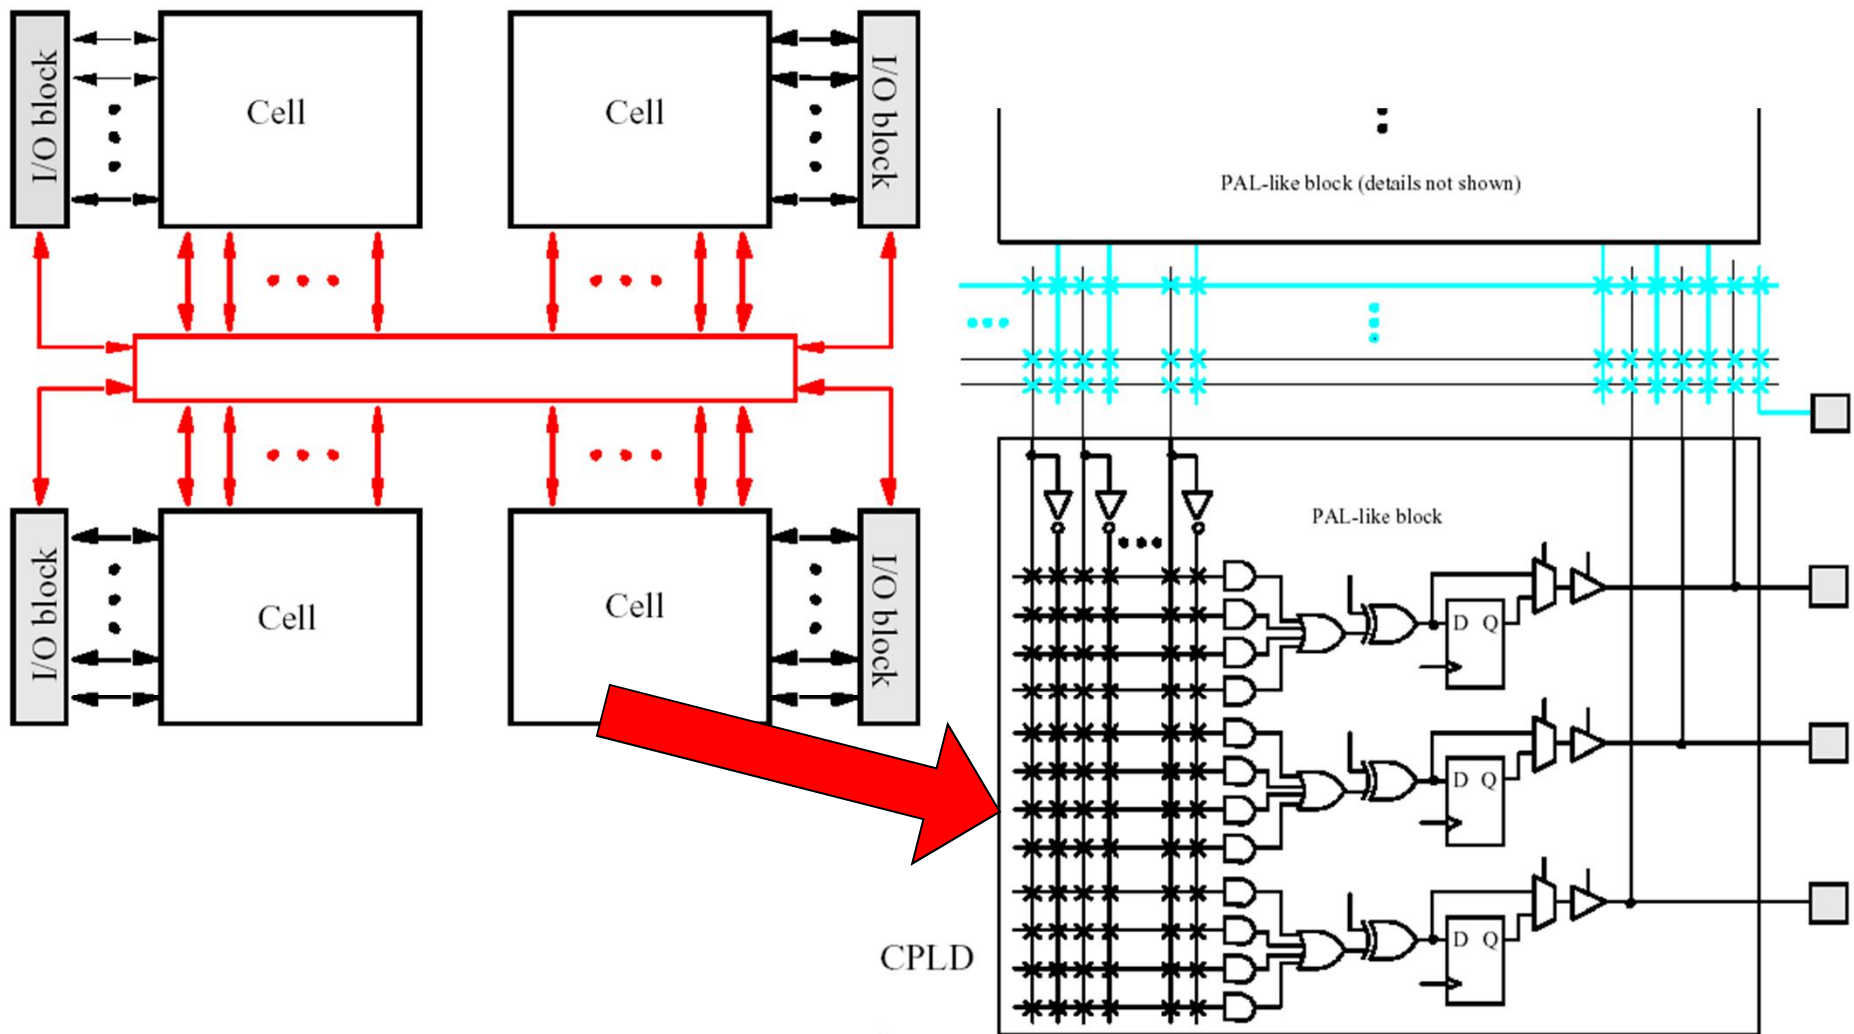 I/O block
Cell
Cell
I/O block
PAL-like block (details not shown)
I/O block
Cell
Cell
I/O block
PAL-like block
D Q
D Q
D Q
CPLD